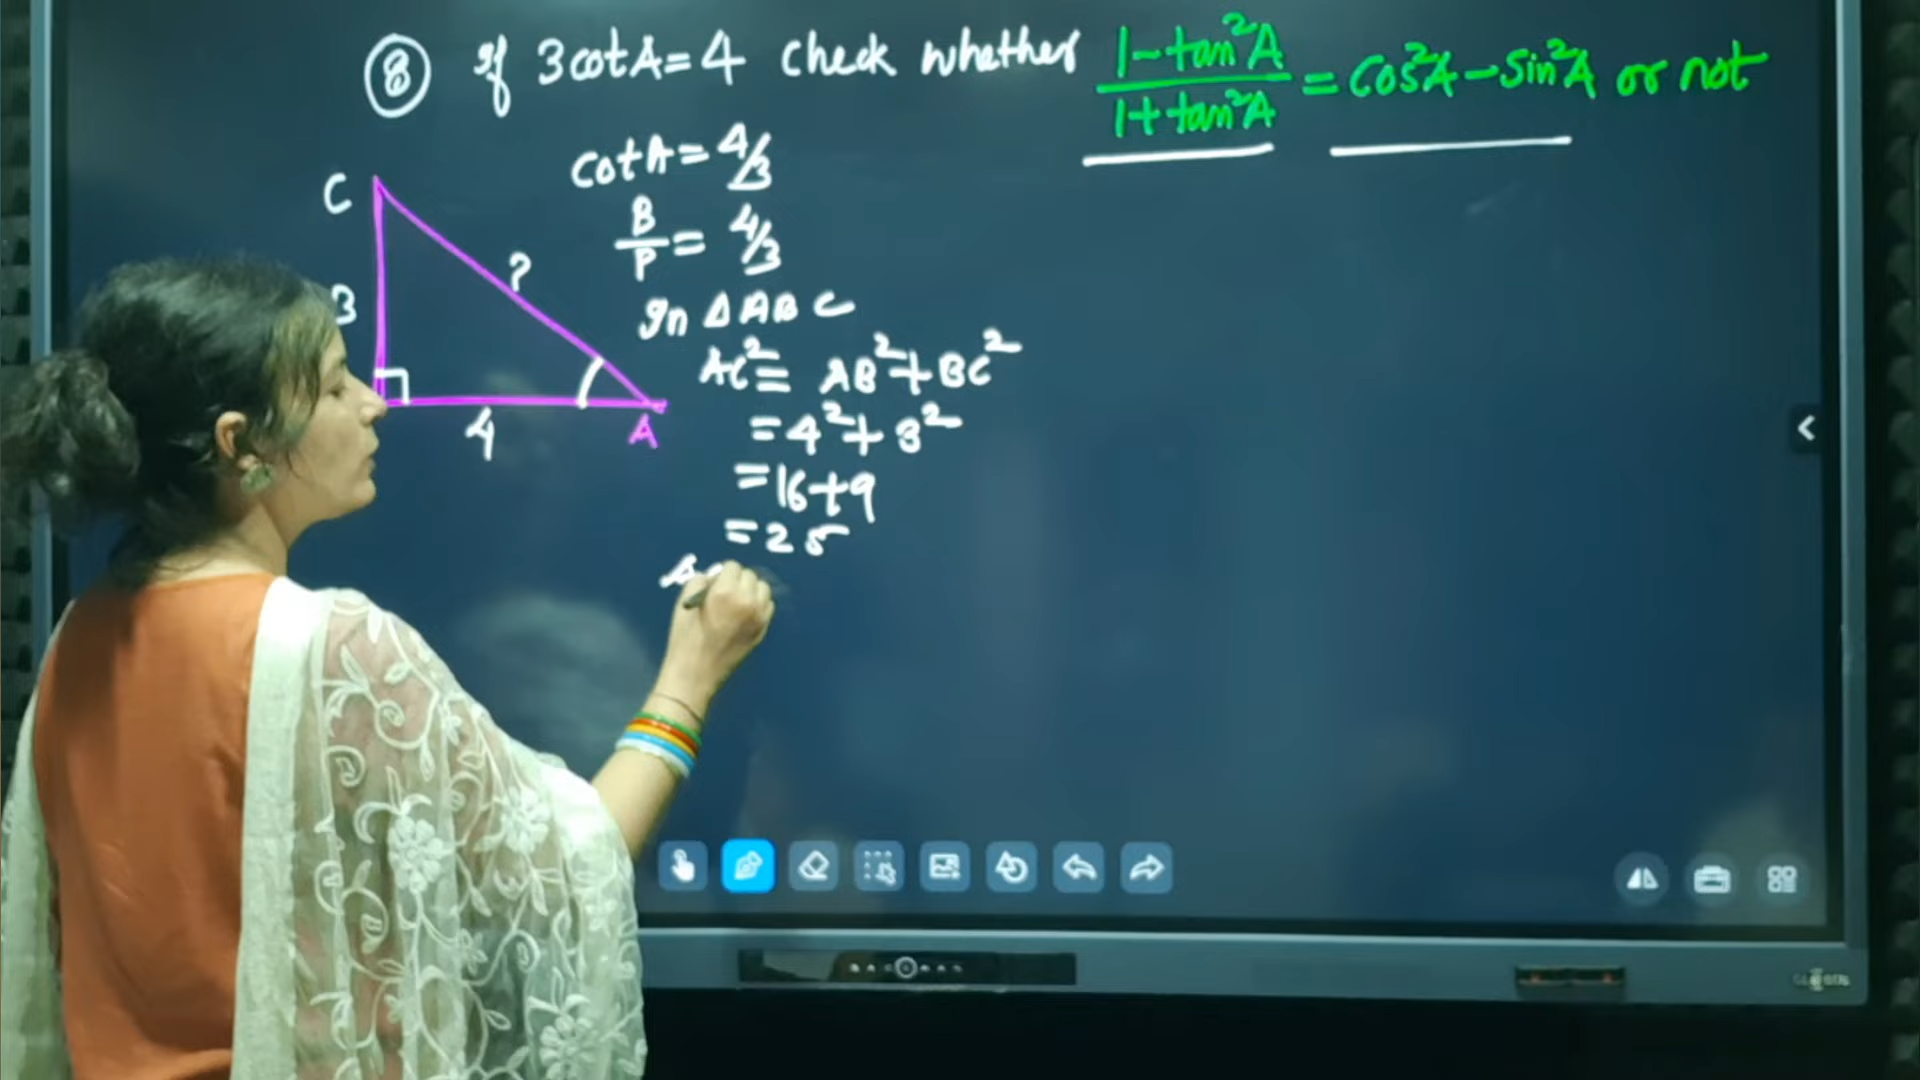 ⑧ If 3cotA=4 check whether 1-tan²A/1+tan²A = cos²A-sin²A or not
cotA=4/3
C
B/P = 4/3
?
3
In ΔABC
AC²= AB²+BC²
4
A
=4²+3²
=16+9
=25